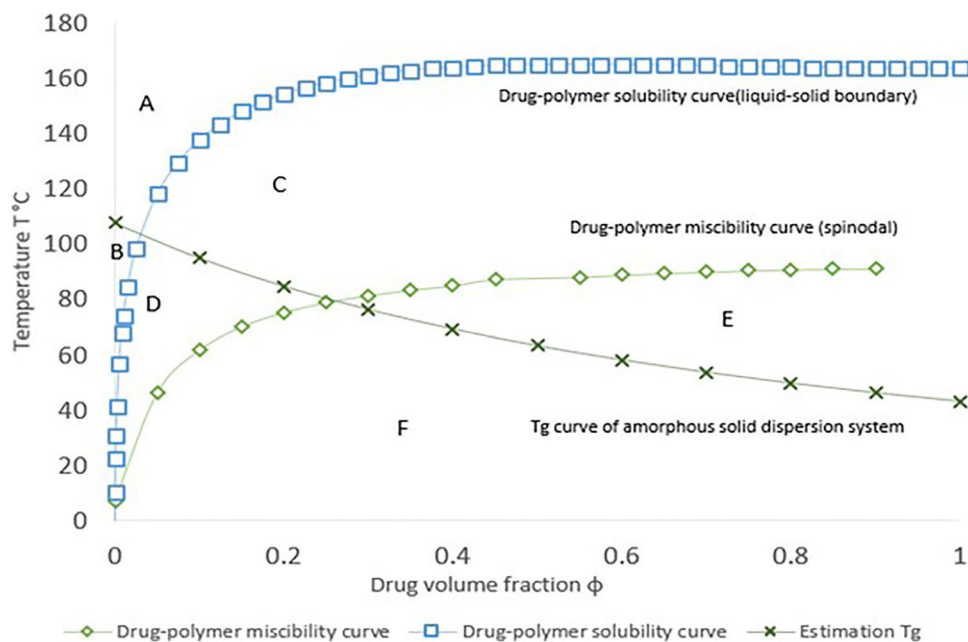 180
160
140
120
100
80
60
40
20
0
Temperature T°C
A
B
C
D
E
F
Drug-polymer solubility curve(liquid-solid boundary)
Drug-polymer miscibility curve (spinodal)
Tg curve of amorphous solid dispersion system
0 0.2 0.4 0.6 0.8 1
Drug volume fraction ϕ
Drug-polymer miscibility curve Drug-polymer solubility curve Estimation Tg